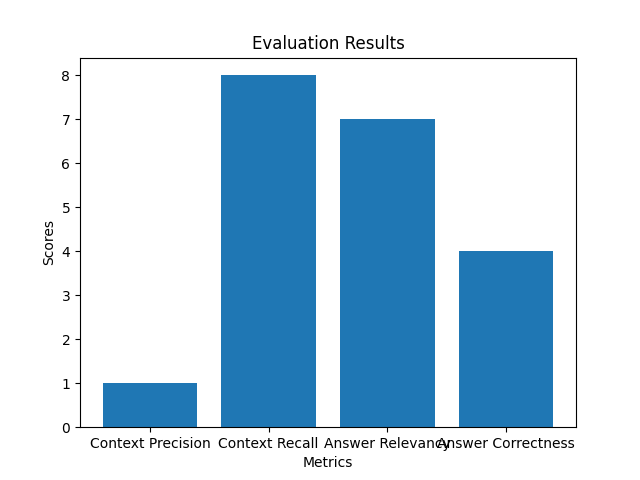 Evaluation Results
Scores
8
7
6
5
4
3
2
1
0
Context Precision
Context Recall
Answer Relevancy
Answer Correctness
Metrics